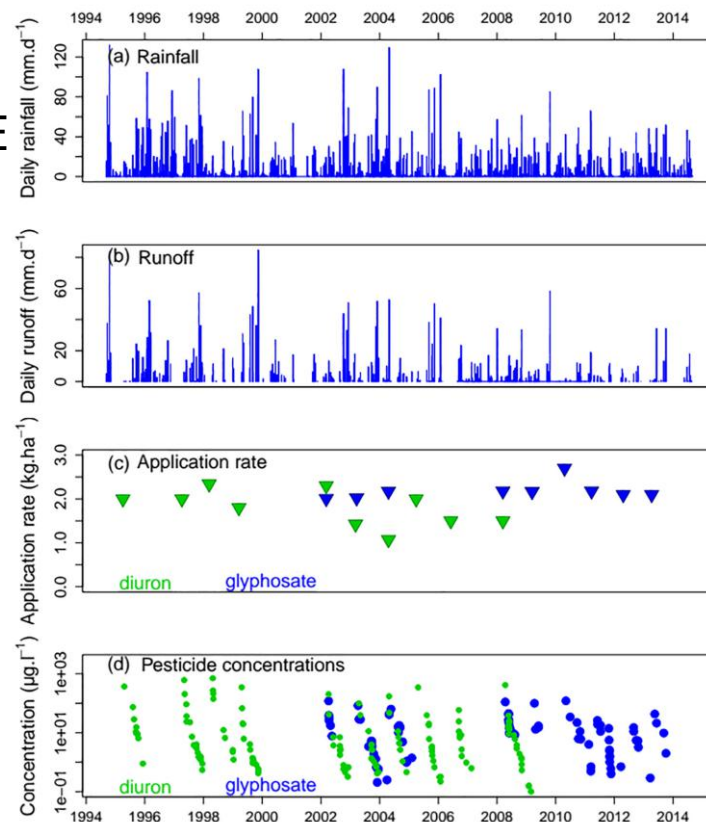 1994 1996 1998 2000 2002 2004 2006 2008 2010 2012 2014
(a) Rainfall
Daily rainfall (mm.d⁻¹)
0 40 80 120
(b) Runoff
Daily runoff (mm.d⁻¹)
0 20 60
(c) Application rate
Application rate (kg.ha⁻¹)
0.0 1.0 2.0 3.0
diuron glyphosate
(d) Pesticide concentrations
Concentration (µg.l⁻¹)
1e−01 1e+01 1e+03
diuron glyphosate
1994 1996 1998 2000 2002 2004 2006 2008 2010 2012 2014